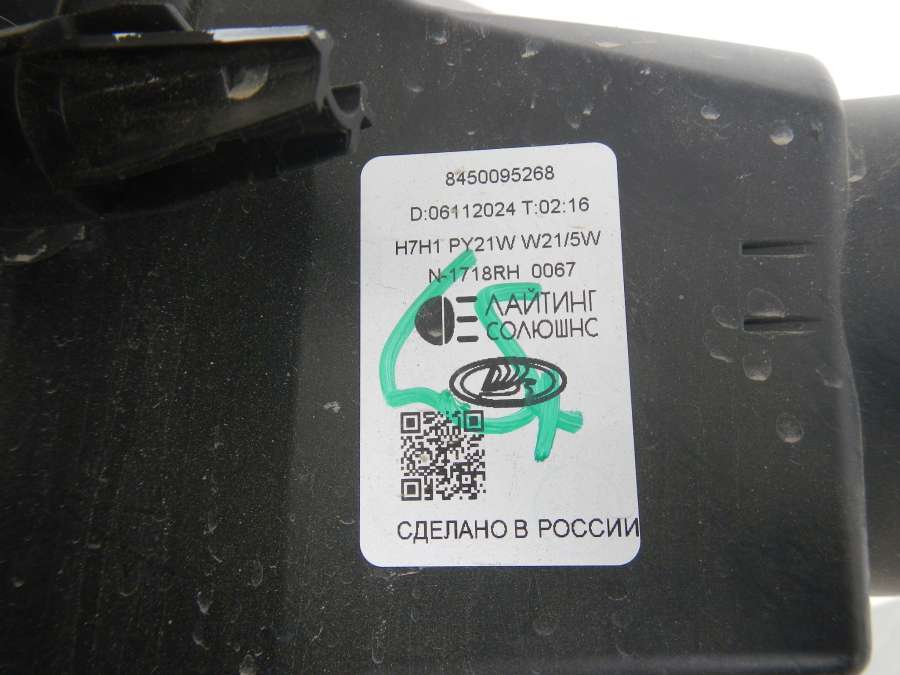 8450095268
D:06112024 T:02:16
H7H1 PY21W W21/5W
N-1718RH 0067
ЛАЙТИНГ
СОЛЮШНС
СДЕЛАНО В РОССИИ